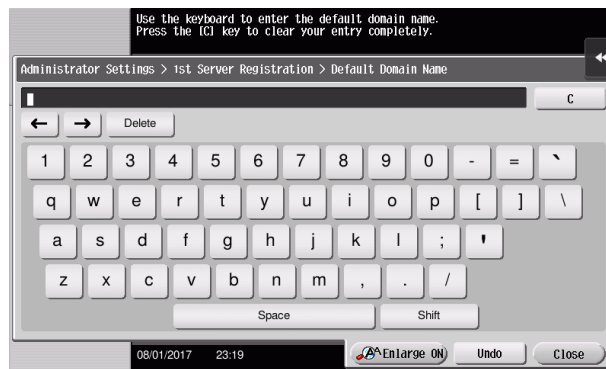 Use the keyboard to enter the default domain name.
Press the [C] key to clear your entry completely.
Administrator Settings > 1st Server Registration > Default Domain Name
C
← → Delete
1 2 3 4 5 6 7 8 9 0 - = `
q w e r t y u i o p [ ] \
a s d f g h j k l ; '
z x c v b n m , . /
Space Shift
08/01/2017 23:19 Enlarge ON Undo Close